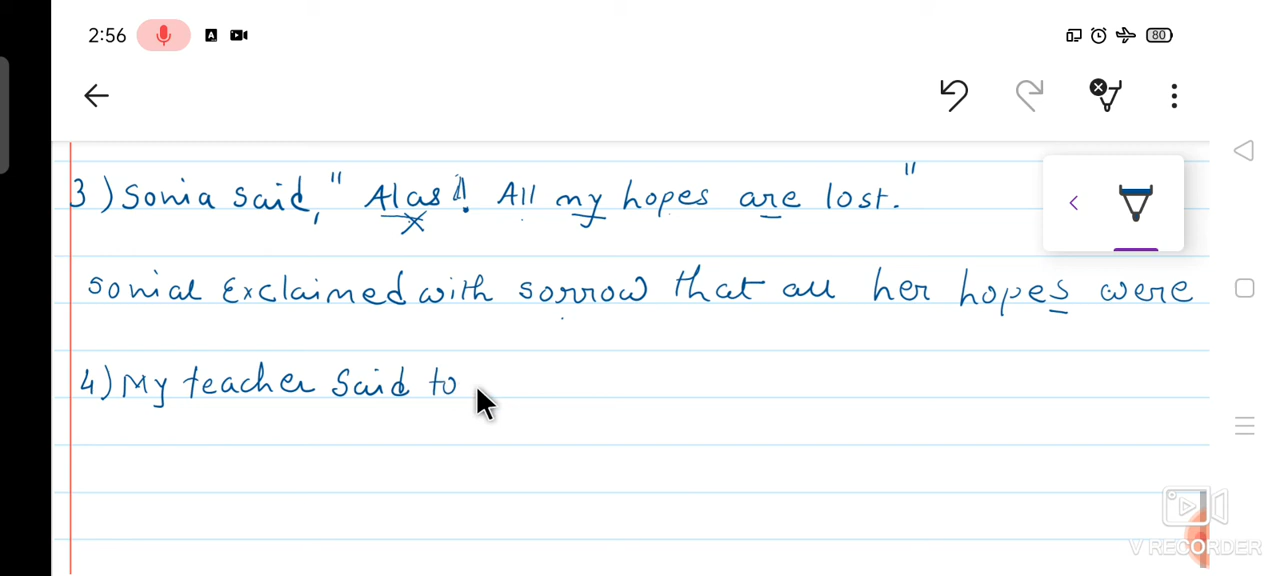 2:56
A
80
3) Sonia said, " Alas! All my hopes are lost."
sonial Exclaimed with sorrow that all her hopes were
4) My teacher said to
V RECORDER